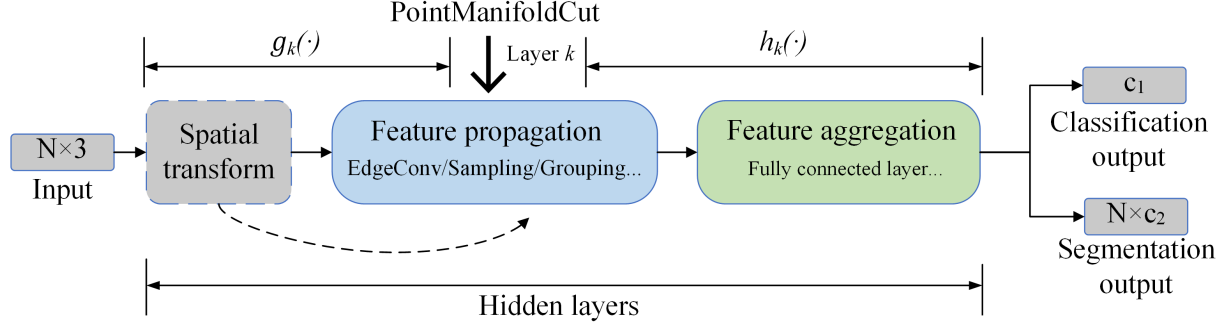 PointManifoldCut
gₖ(·)
Layer k
hₖ(·)
N×3
Input
Spatial
transform
Feature propagation
EdgeConv/Sampling/Grouping...
Feature aggregation
Fully connected layer...
c₁
Classification
output
N×c₂
Segmentation
output
Hidden layers